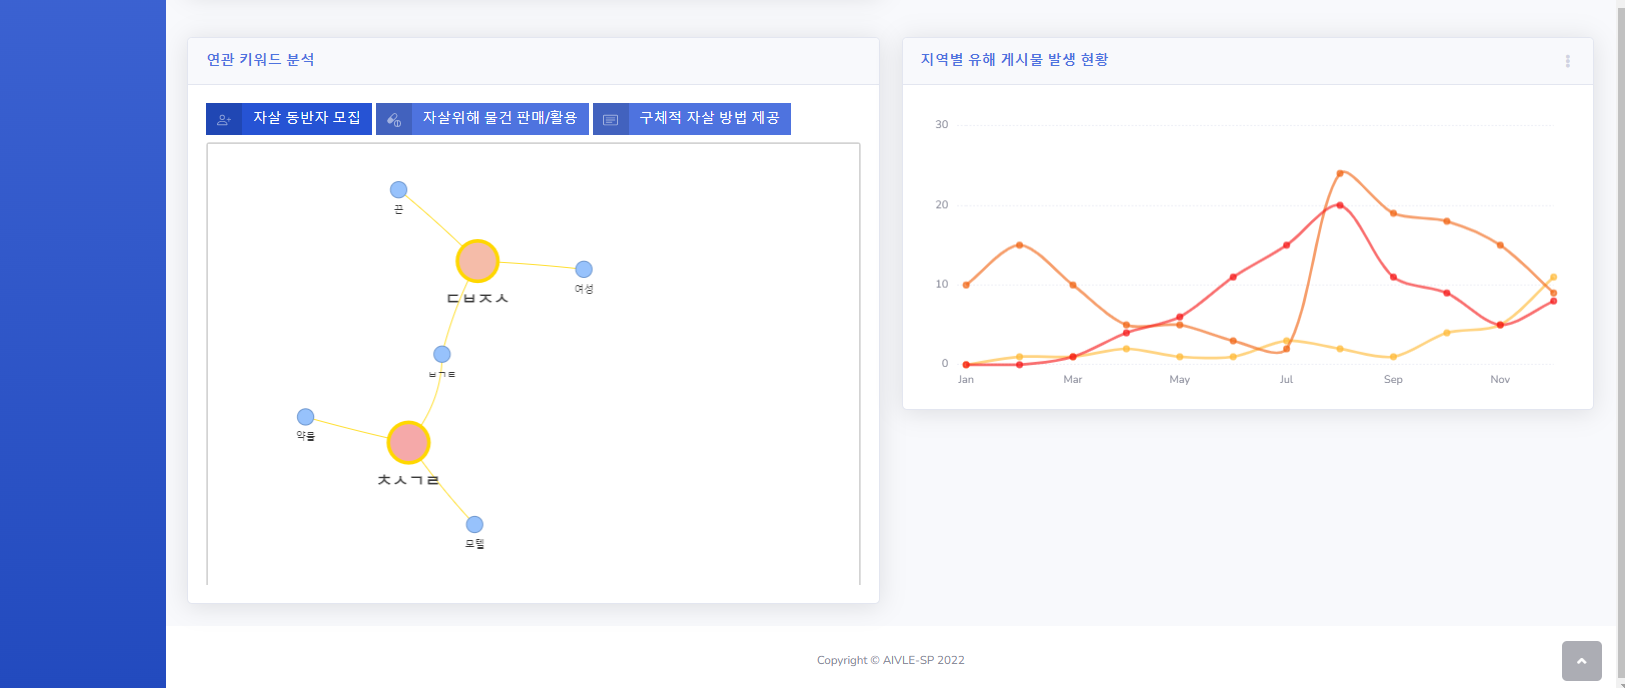 연관 키워드 분석
지역별 유해 게시물 발생 현황
자살 동반자 모집
자살위해 물건 판매/활용
구체적 자살 방법 제공
끈
ㄷㅂㅈㅅ
여성
ㅂㄱㅌ
약물
ㅊㅅㄱㄹ
모텔
30
20
10
0
Jan Mar May Jul Sep Nov
Copyright © AIVLE-SP 2022